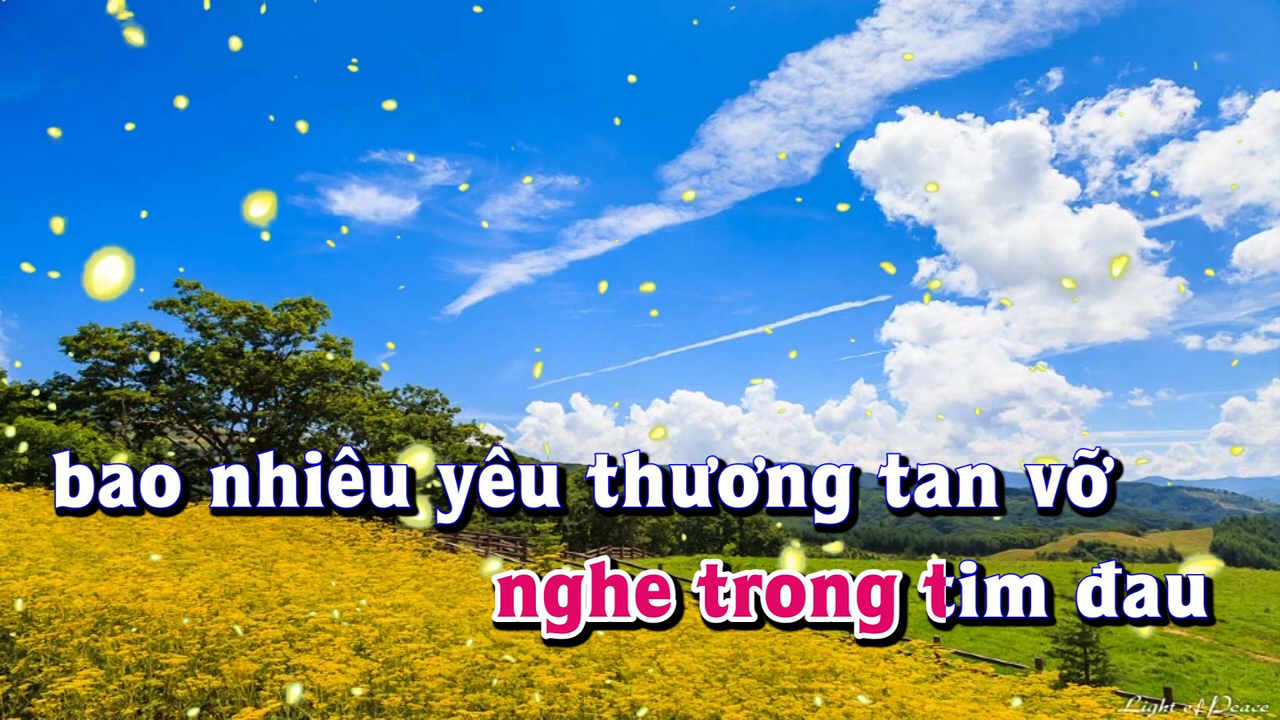 bao nhiêu yêu thương tan vỡ
nghe trong tim đau
Light of Peace